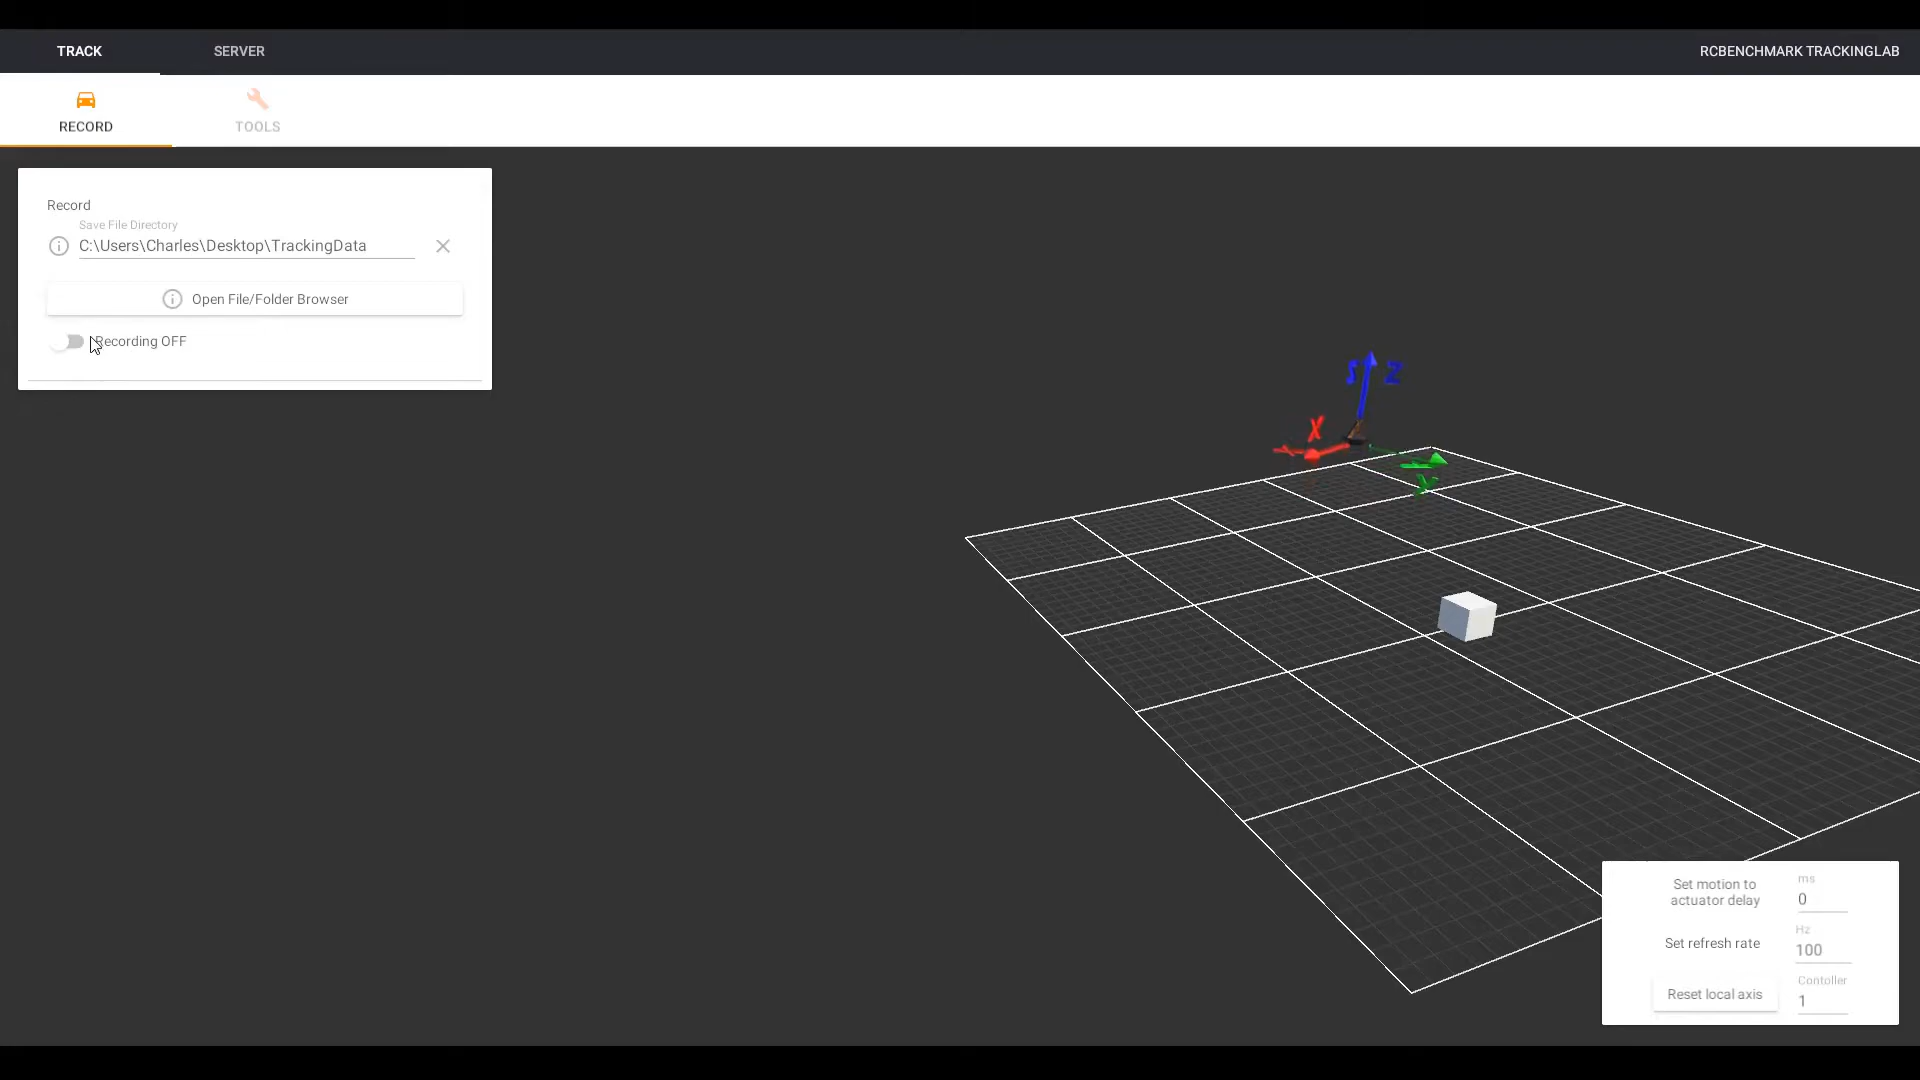 TRACK
SERVER
RCBENCHMARK TRACKINGLAB
RECORD
TOOLS
Record
Save File Directory
C:\Users\Charles\Desktop\TrackingData
Open File/Folder Browser
Recording OFF
Z
X
Y
Set motion to
actuator delay
ms
0
Set refresh rate
Hz
100
Reset local axis
Contoller
1